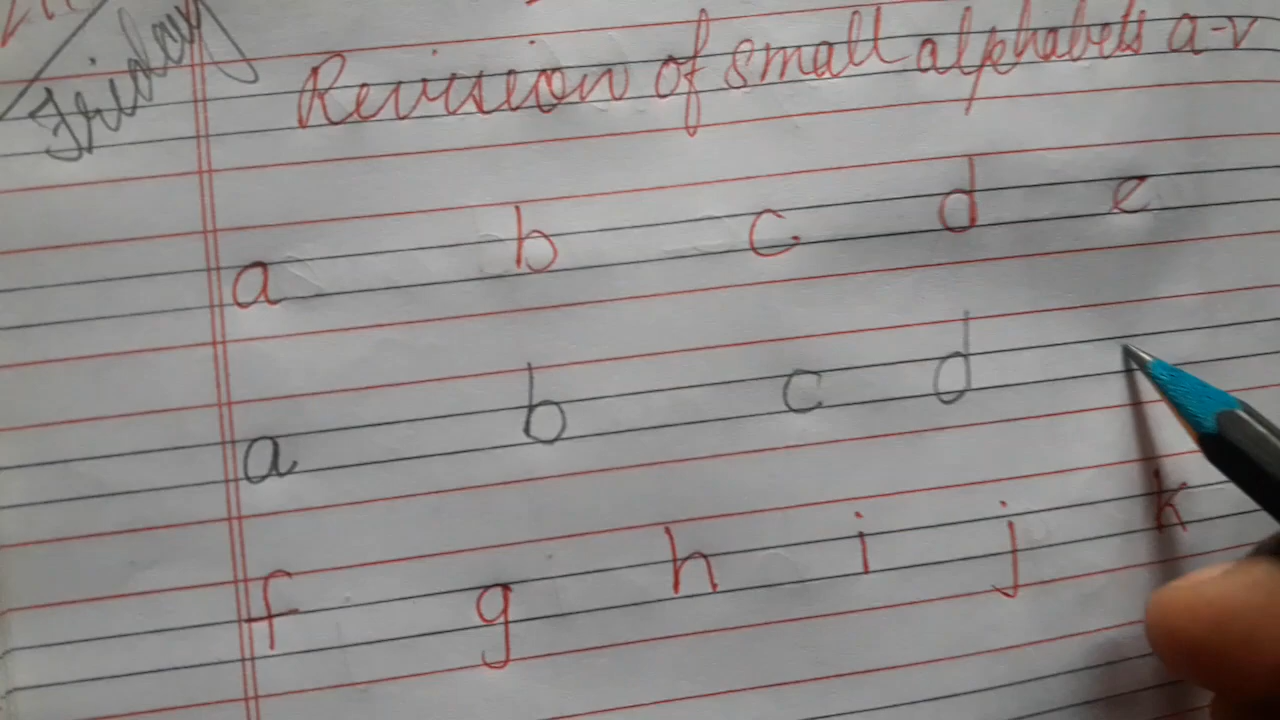 Friday
Revision of small alphabets a-v
a b c d e
a b c d
f g h i j k